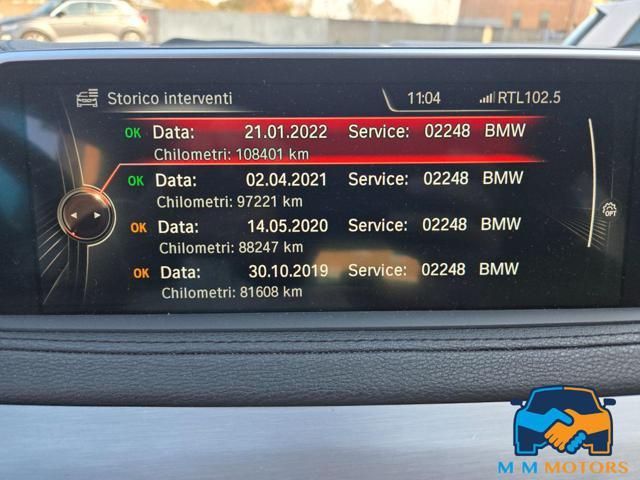 Storico interventi 11:04 RTL102.5
OK Data: 21.01.2022 Service: 02248 BMW
Chilometri: 108401 km
OK Data: 02.04.2021 Service: 02248 BMW
Chilometri: 97221 km
OK Data: 14.05.2020 Service: 02248 BMW
Chilometri: 88247 km
OK Data: 30.10.2019 Service: 02248 BMW
Chilometri: 81608 km
OPT
M-M MOTORS